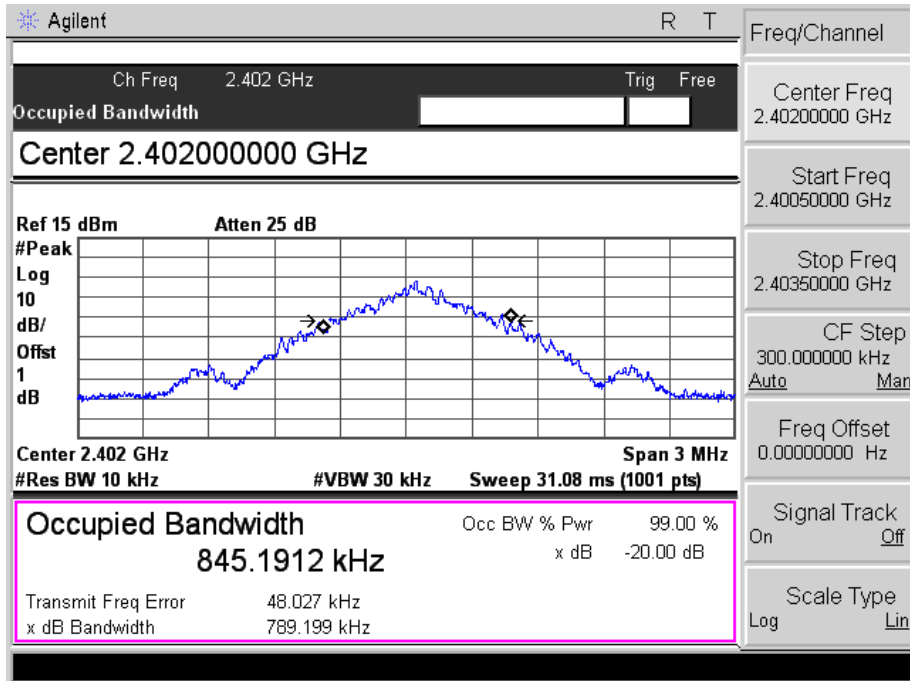 Agilent R T
Ch Freq 2.402 GHz Trig Free
Occupied Bandwidth
Center 2.402000000 GHz
Ref 15 dBm Atten 25 dB
#Peak
Log
10
dB/
Offst
1
dB
Center 2.402 GHz Span 3 MHz
#Res BW 10 kHz #VBW 30 kHz Sweep 31.08 ms (1001 pts)
Occupied Bandwidth Occ BW % Pwr 99.00 %
845.1912 kHz x dB -20.00 dB
Transmit Freq Error 48.027 kHz
x dB Bandwidth 789.199 kHz
Freq/Channel
Center Freq
2.40200000 GHz
Start Freq
2.40050000 GHz
Stop Freq
2.40350000 GHz
CF Step
300.000000 kHz
Auto Man
Freq Offset
0.00000000 Hz
Signal Track
On Off
Scale Type
Log Lin